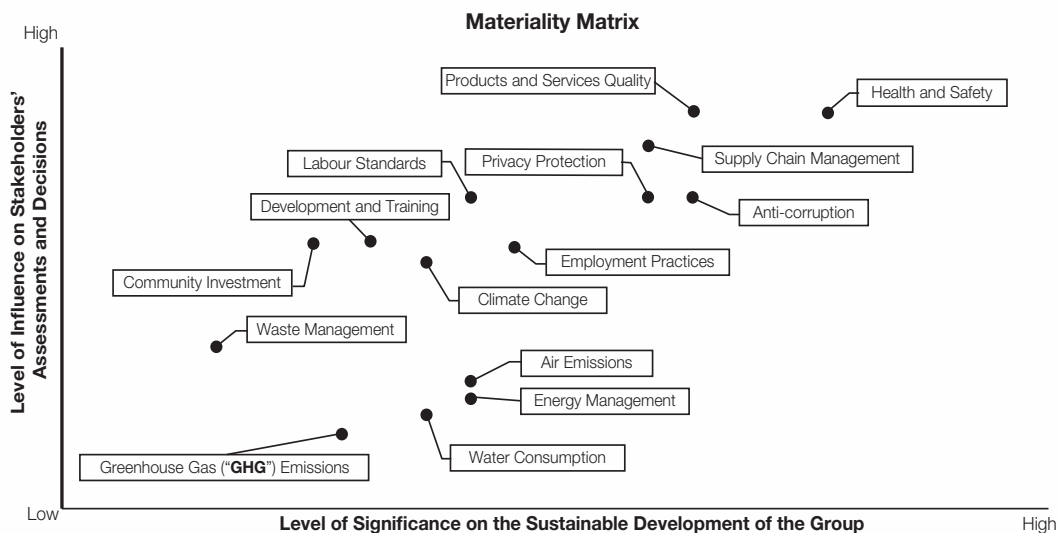 Materiality Matrix
High
Level of Influence on Stakeholders'
Assessments and Decisions
Products and Services Quality
Health and Safety
Labour Standards
Privacy Protection
Supply Chain Management
Development and Training
Anti-corruption
Community Investment
Employment Practices
Climate Change
Waste Management
Air Emissions
Energy Management
Greenhouse Gas (“GHG”) Emissions
Water Consumption
Low
Level of Significance on the Sustainable Development of the Group
High